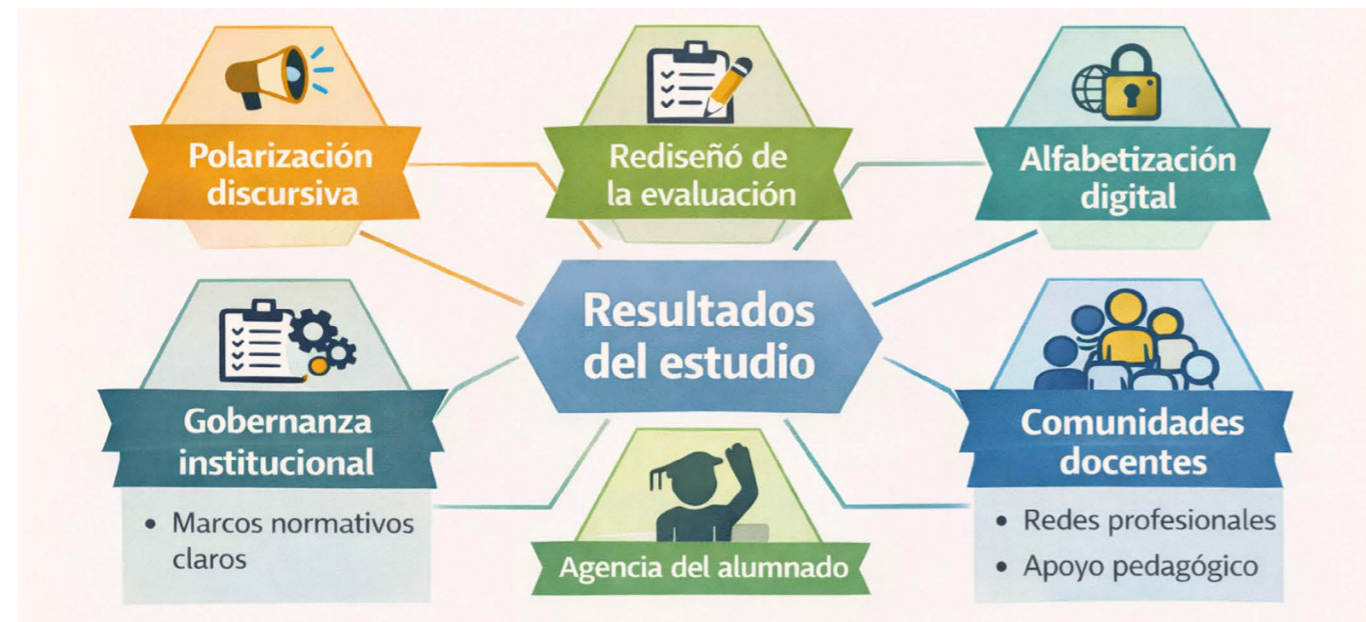 Polarización
discursiva
Rediseñó de
la evaluación
Alfabetización
digital
Resultados
del estudio
Gobernanza
institucional
• Marcos normativos
claros
Agencia del alumnado
Comunidades
docentes
• Redes profesionales
• Apoyo pedagógico